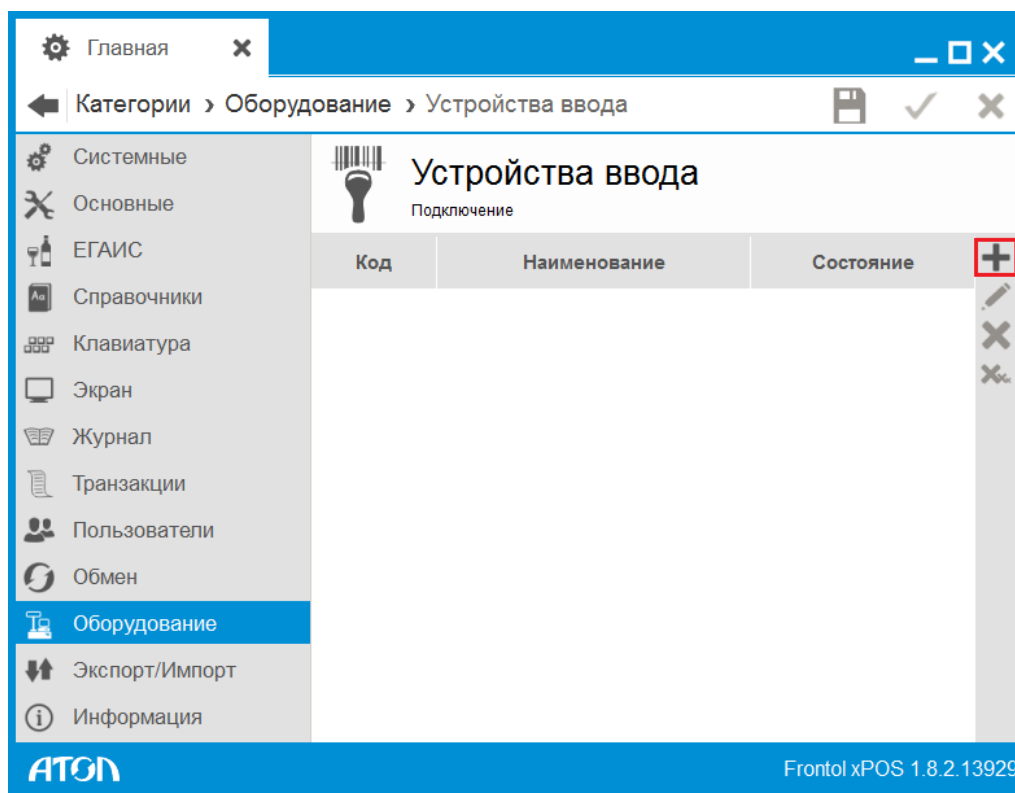 Главная
Категории › Оборудование › Устройства ввода
Системные
Основные
ЕГАИС
Справочники
Клавиатура
Экран
Журнал
Транзакции
Пользователи
Обмен
Оборудование
Экспорт/Импорт
Информация
Устройства ввода
Подключение
Код Наименование Состояние
АТОЛ
Frontol xPOS 1.8.2.13929